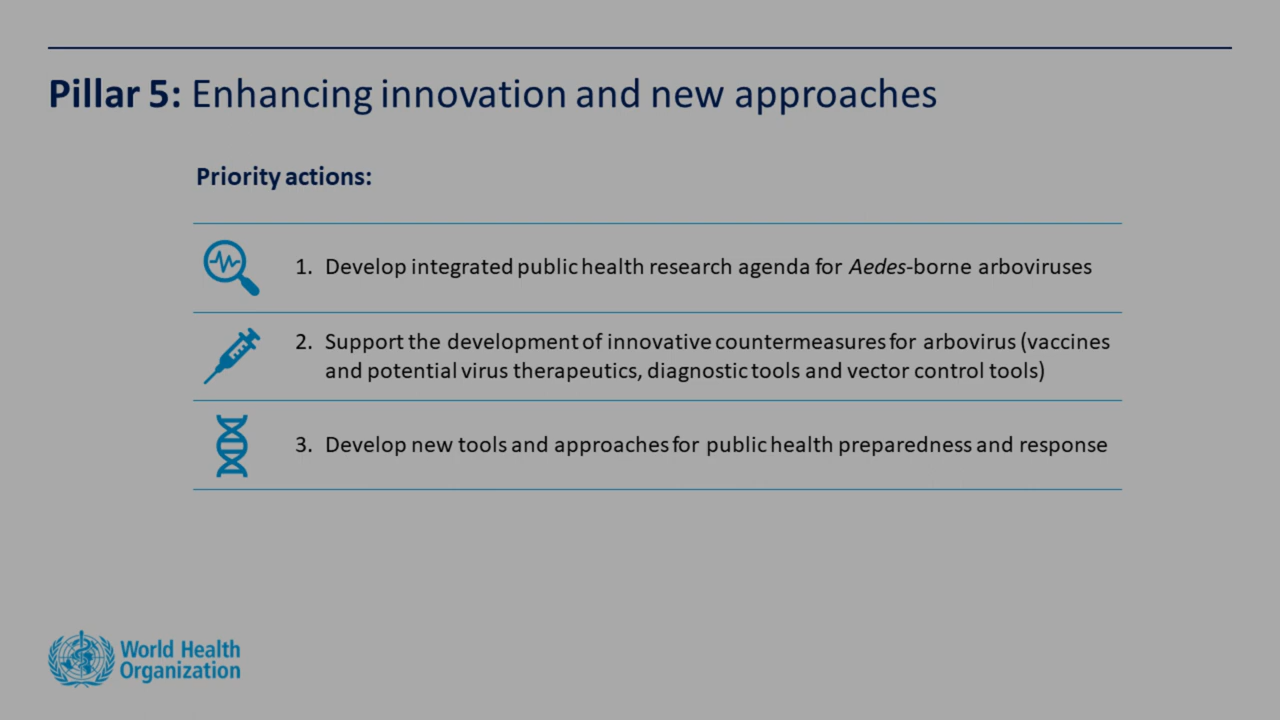 Pillar 5: Enhancing innovation and new approaches
Priority actions:
1. Develop integrated public health research agenda for Aedes-borne arboviruses
2. Support the development of innovative countermeasures for arbovirus (vaccines
and potential virus therapeutics, diagnostic tools and vector control tools)
3. Develop new tools and approaches for public health preparedness and response
World Health
Organization